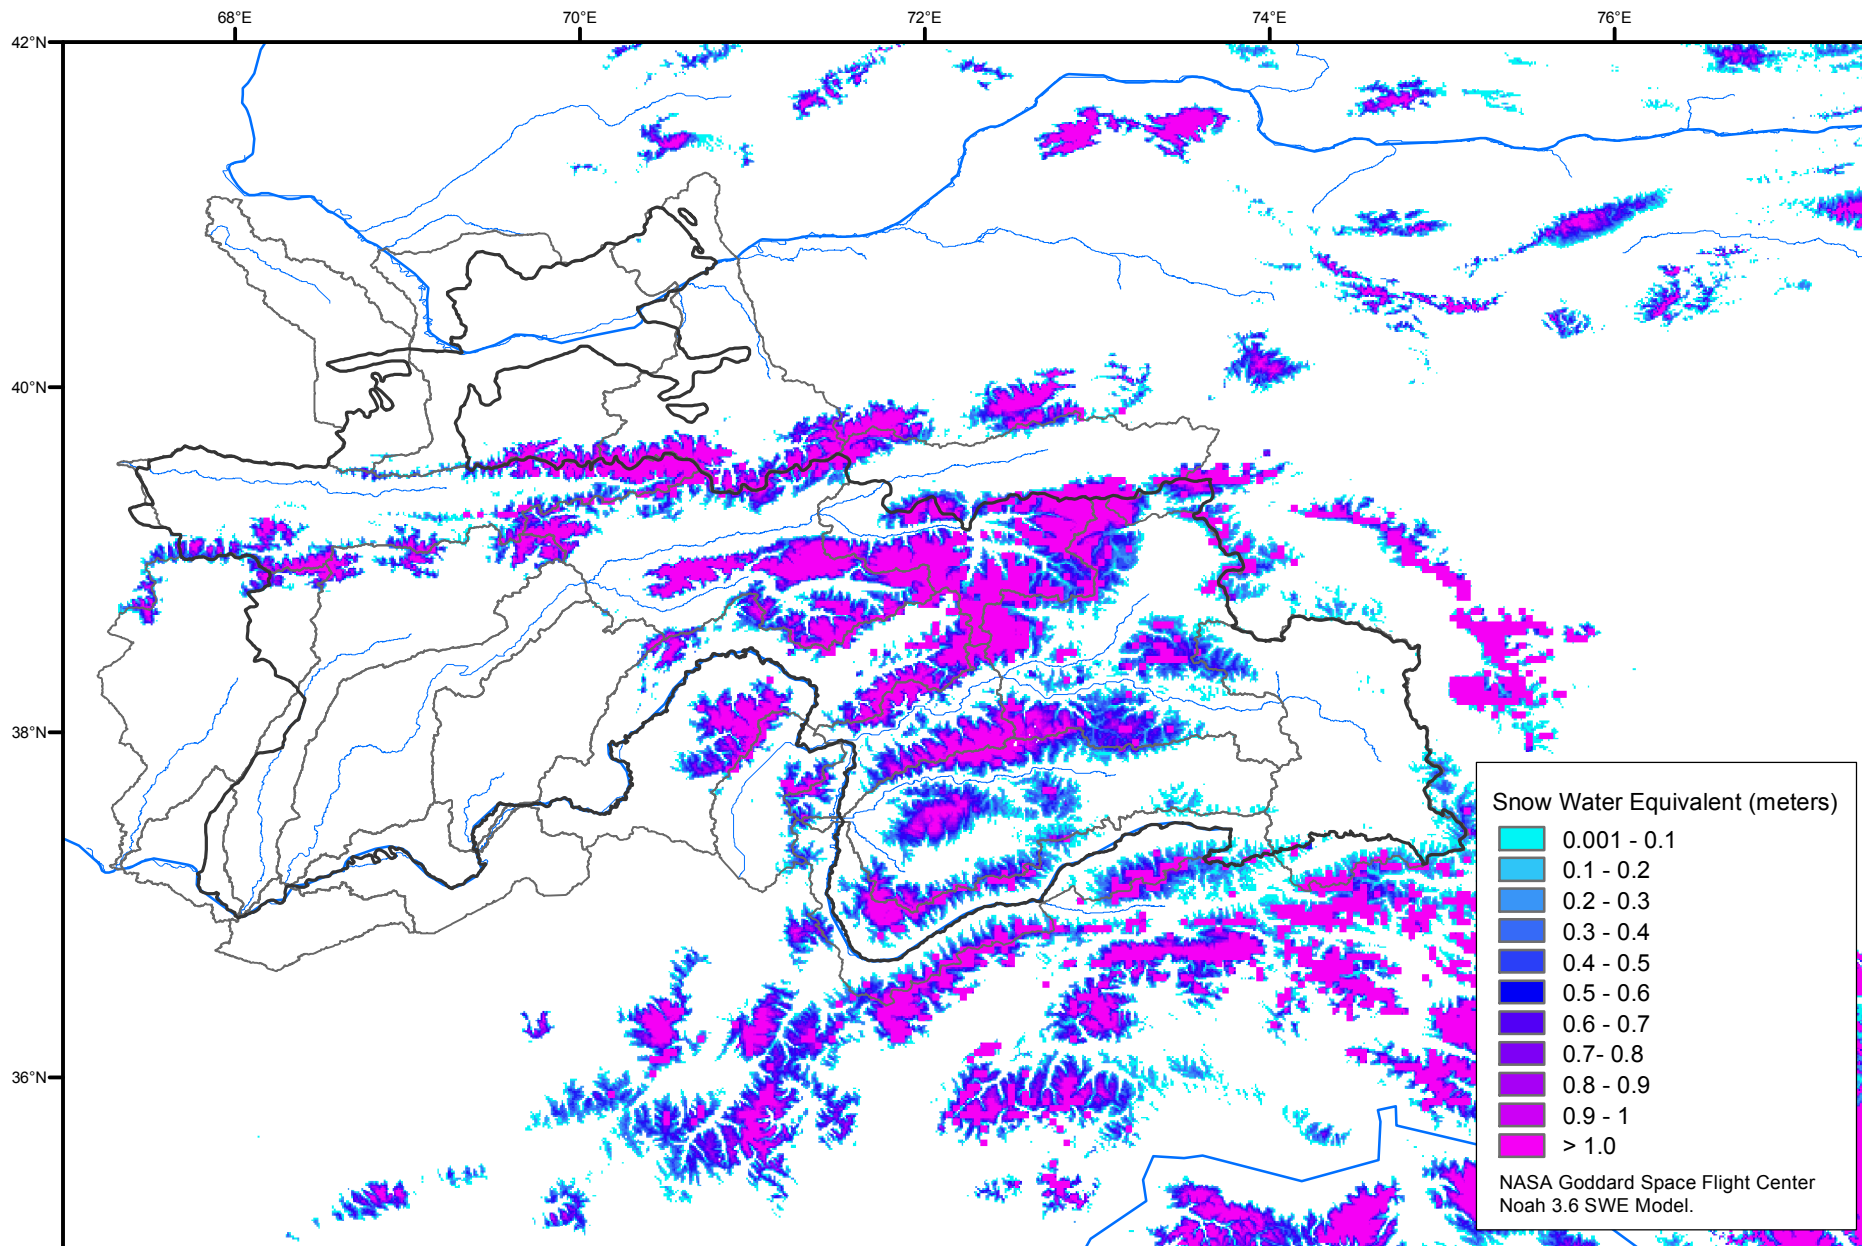 68°E 70°E 72°E 74°E 76°E
42°N
40°N
38°N
36°N
Snow Water Equivalent (meters)
0.001 - 0.1
0.1 - 0.2
0.2 - 0.3
0.3 - 0.4
0.4 - 0.5
0.5 - 0.6
0.6 - 0.7
0.7- 0.8
0.8 - 0.9
0.9 - 1
> 1.0
NASA Goddard Space Flight Center
Noah 3.6 SWE Model.